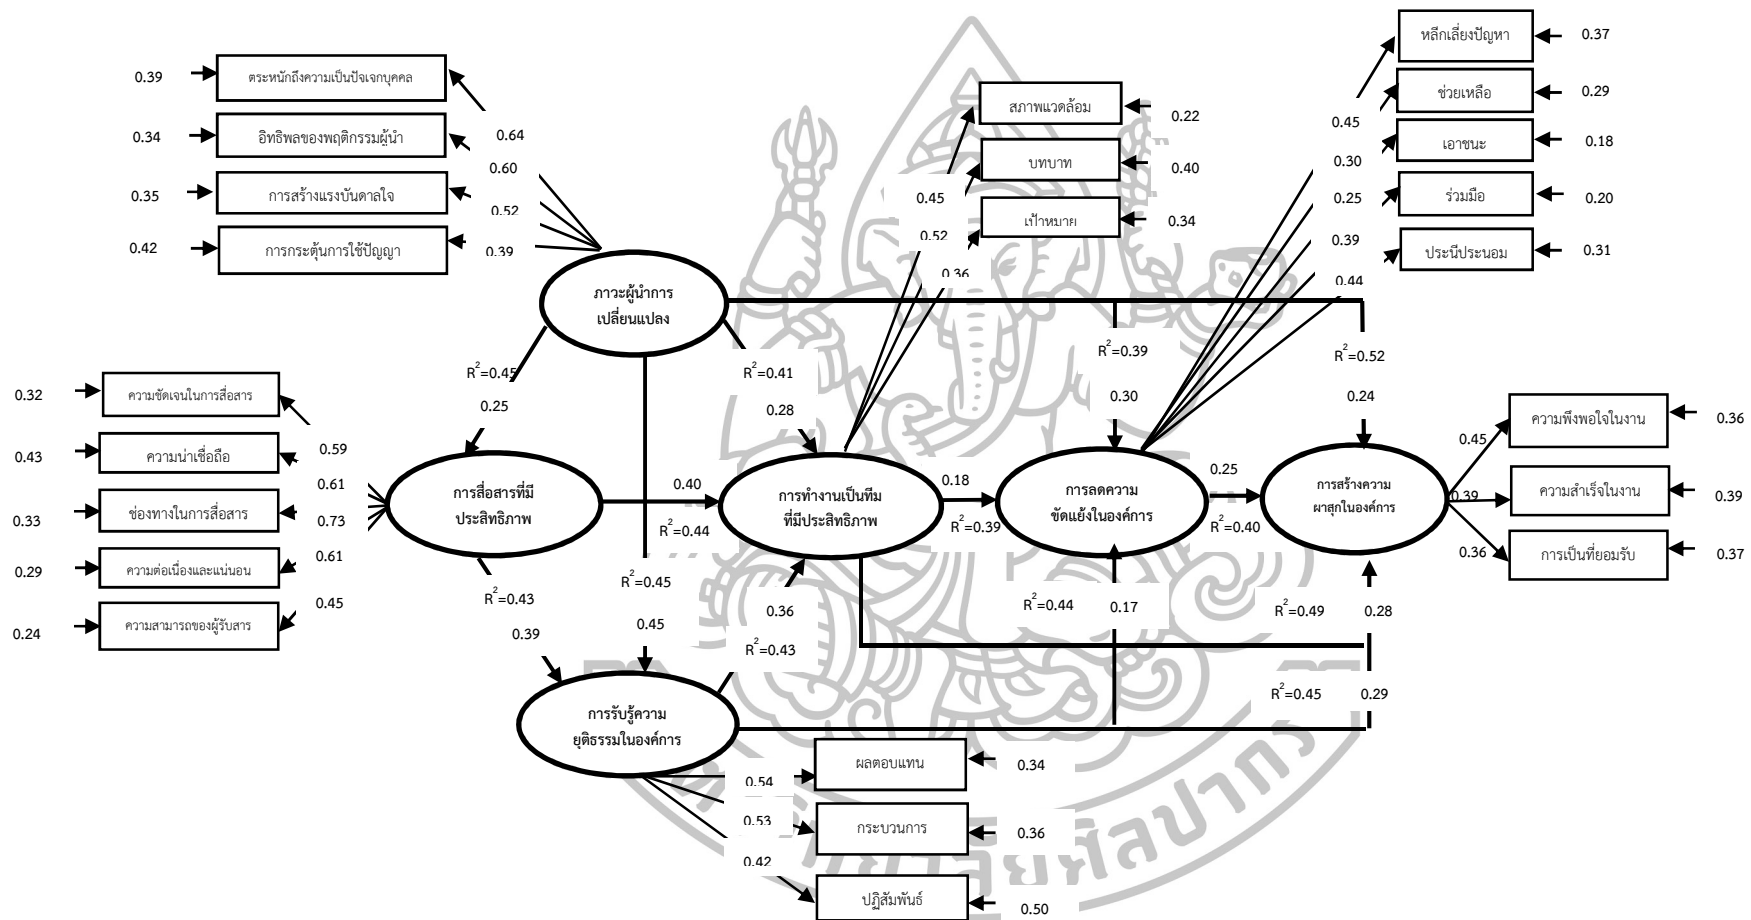 0.39
ตระหนักถึงความเป็นปัจเจกบุคคล
0.34
อิทธิพลของพฤติกรรมผู้นำ
0.35
การสร้างแรงบันดาลใจ
0.42
การกระตุ้นการใช้ปัญญา
0.64
0.60
0.52
0.39
ภาวะผู้นำการ
เปลี่ยนแปลง
สภาพแวดล้อม
0.22
บทบาท
0.40
เป้าหมาย
0.34
0.45
0.52
0.36
หลีกเลี่ยงปัญหา
0.37
ช่วยเหลือ
0.29
เอาชนะ
0.18
ร่วมมือ
0.20
ประนีประนอม
0.31
0.45
0.30
0.25
0.39
0.44
R²=0.45
0.25
R²=0.41
0.28
R²=0.39
0.30
R²=0.52
0.24
0.32
ความชัดเจนในการสื่อสาร
0.43
ความน่าเชื่อถือ
0.33
ช่องทางในการสื่อสาร
0.29
ความต่อเนื่องและแน่นอน
0.24
ความสามารถของผู้รับสาร
0.59
0.61
0.73
0.61
0.45
การสื่อสารที่มี
ประสิทธิภาพ
0.40
R²=0.44
การทำงานเป็นทีม
ที่มีประสิทธิภาพ
0.18
R²=0.39
การลดความ
ขัดแย้งในองค์การ
0.25
R²=0.40
การสร้างความ
ผาสุกในองค์การ
0.45
0.39
0.36
ความพึงพอใจในงาน
0.36
ความสำเร็จในงาน
0.39
การเป็นที่ยอมรับ
0.37
R²=0.43
0.39
R²=0.45
0.45
0.36
R²=0.43
R²=0.44
0.17
R²=0.49
0.28
R²=0.45
0.29
การรับรู้ความ
ยุติธรรมในองค์การ
0.54
0.53
0.42
ผลตอบแทน
0.34
กระบวนการ
0.36
ปฏิสัมพันธ์
0.50